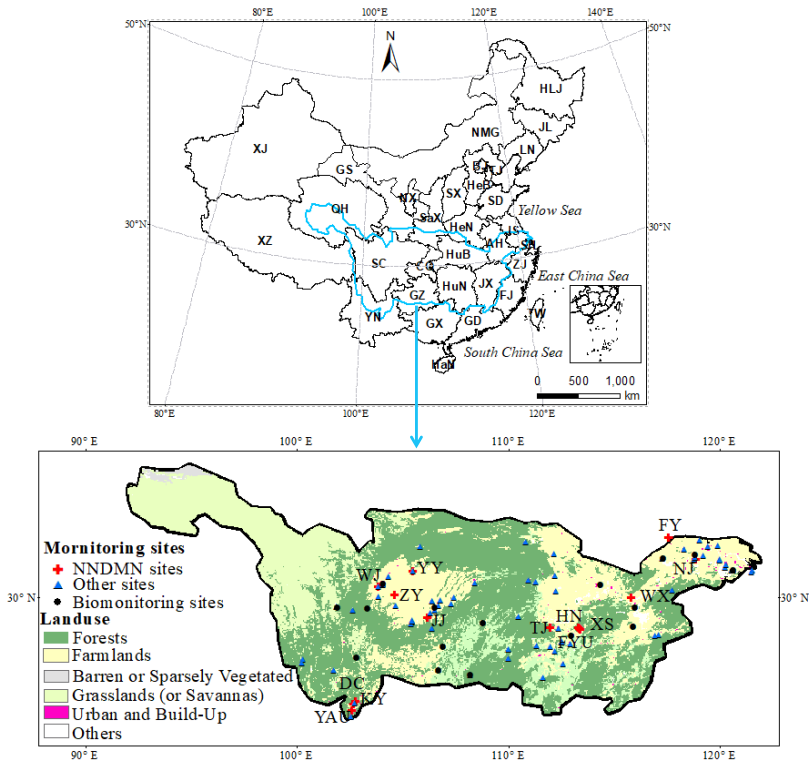 80° E 100° E 120° E 140° E
50° N 50° N
N
HLJ
JL
NMG
LN
XJ
GS
HeB
NX SX SD
QH Yellow Sea
SaX
30° N HeN JS 30° N
XZ AH SH
SC HuB
CQ ZJ
East China Sea
GZ HuN JX
FJ
YN GX GD TW
South China Sea
HaN
0 500 1,000
km
80° E 100° E 120° E
90° E 100° E 110° E 120° E
FY
Mornitoring sites
NNDMN sites
Other sites
Biomonitoring sites
WJ YY NJ
30° N ZY WX 30° N
JJ TJ HN XS
FYU
Landuse
Forests
Farmlands
Barren or Sparsely Vegetated
Grasslands (or Savannas)
Urban and Build-Up
Others
DC
KY
YAU
90° E 100° E 110° E 120° E